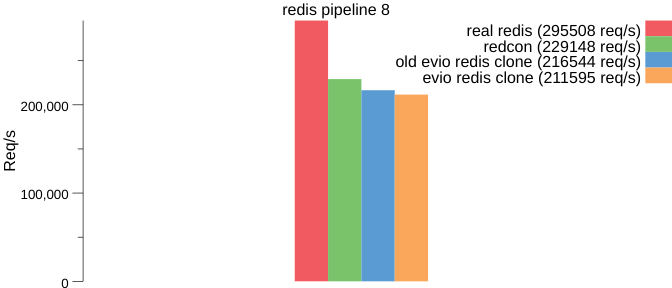 redis pipeline 8
real redis (295508 req/s)
redcon (229148 req/s)
old evio redis clone (216544 req/s)
evio redis clone (211595 req/s)
Req/s
200,000
100,000
0